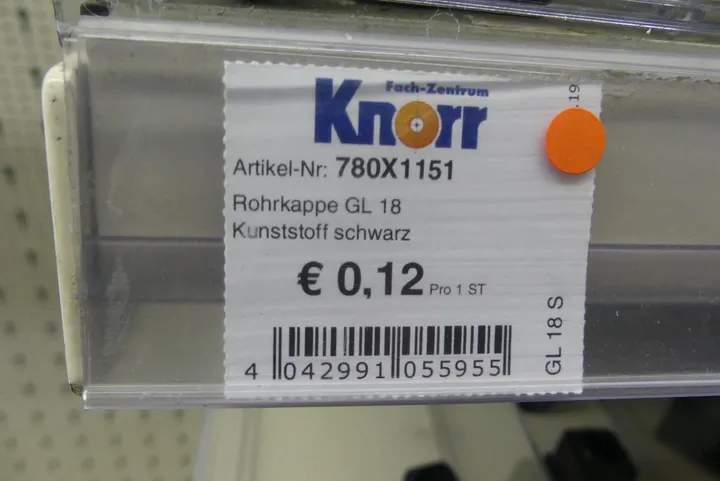 Fach-Zentrum
Knorr
.19
Artikel-Nr: 780X1151
Rohrkappe GL 18
Kunststoff schwarz
€ 0,12 Pro 1 ST
GL 18 S
4 042991 055955